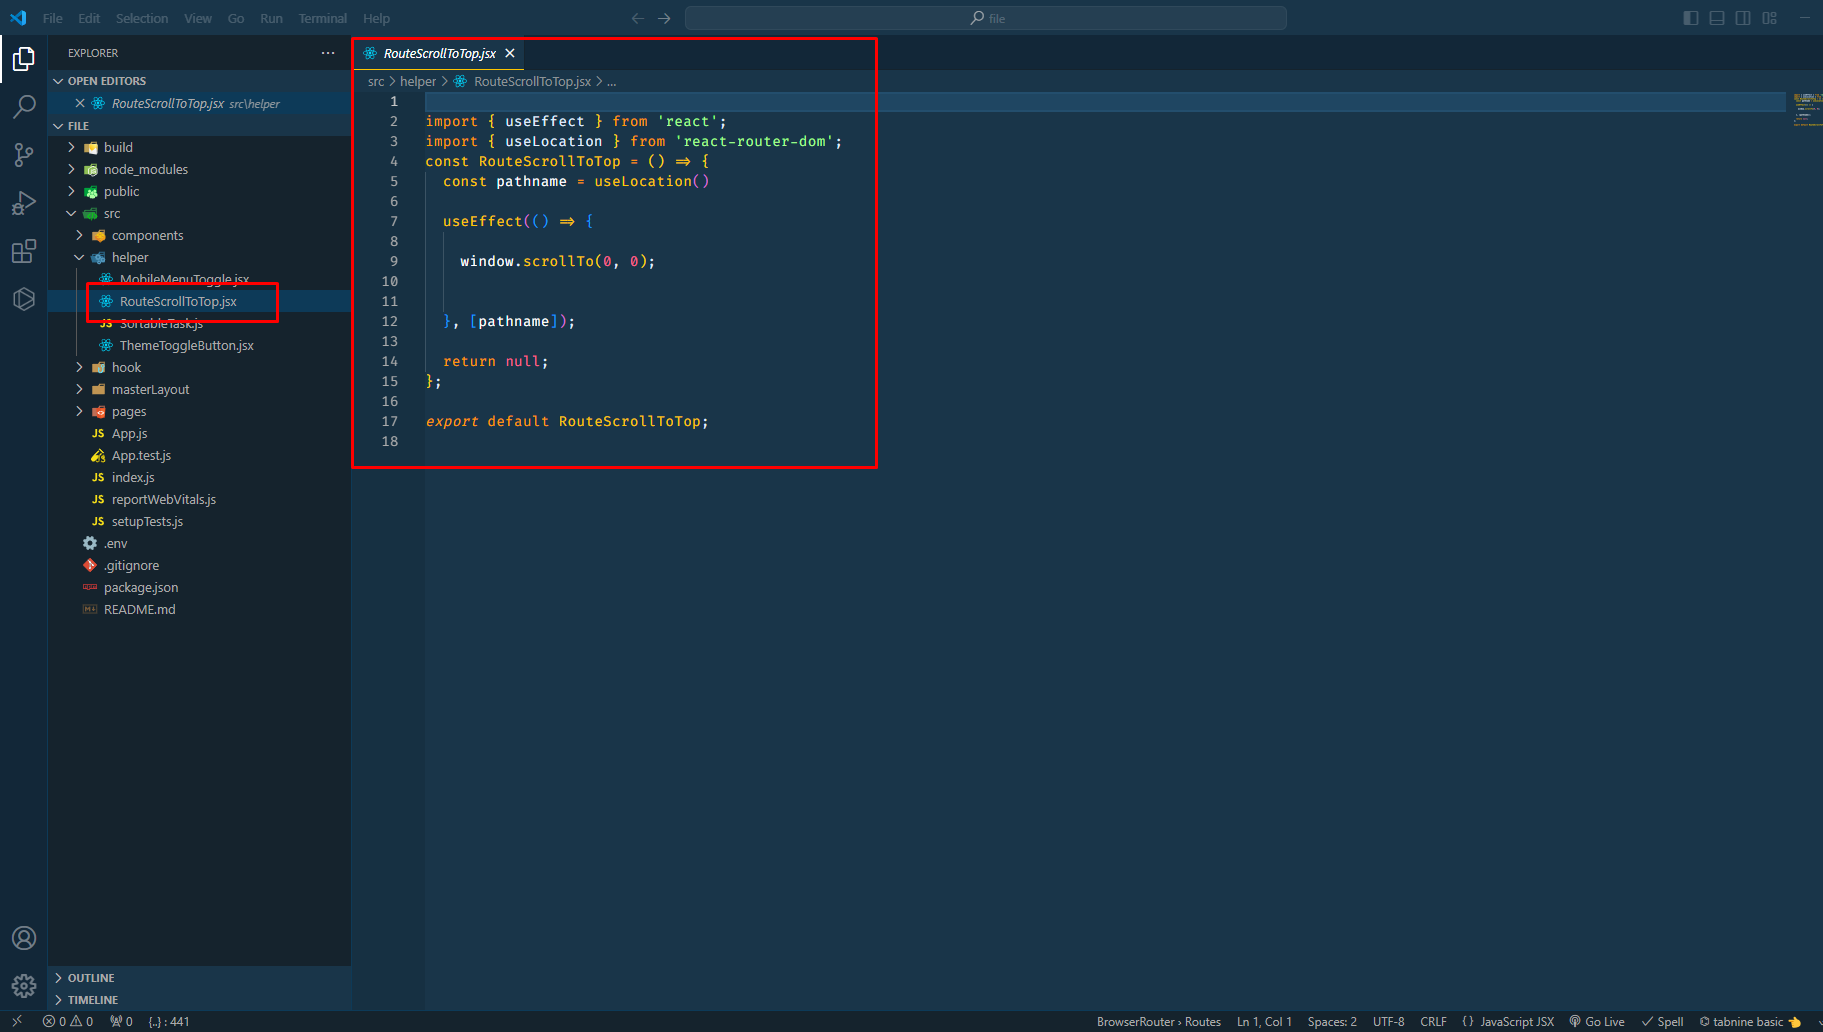 File Edit Selection View Go Run Terminal Help
file
EXPLORER
OPEN EDITORS
RouteScrollToTop.jsx src\helper
FILE
build
node_modules
public
src
components
helper
MobileMenuToggle.jsx
RouteScrollToTop.jsx
SortableTask.js
ThemeToggleButton.jsx
hook
masterLayout
pages
JS App.js
App.test.js
JS index.js
JS reportWebVitals.js
JS setupTests.js
.env
.gitignore
package.json
README.md
OUTLINE
TIMELINE
RouteScrollToTop.jsx
src > helper > RouteScrollToTop.jsx > ...
1
2 import { useEffect } from 'react';
3 import { useLocation } from 'react-router-dom';
4 const RouteScrollToTop = () => {
5 const pathname = useLocation()
6
7 useEffect(() => {
8
9 window.scrollTo(0, 0);
10
11
12 }, [pathname]);
13
14 return null;
15 };
16
17 export default RouteScrollToTop;
18
0 0 0 {..} : 441 BrowserRouter › Routes Ln 1, Col 1 Spaces: 2 UTF-8 CRLF {} JavaScript JSX Go Live Spell tabnine basic